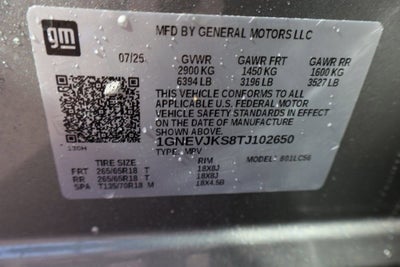 gm
MFD BY GENERAL MOTORS LLC
07/25 GVWR GAWR FRT GAWR RR
2900 KG 1450 KG 1600 KG
6394 LB 3196 LB 3527 LB
THIS VEHICLE CONFORMS TO ALL
APPLICABLE U.S. FEDERAL MOTOR
VEHICLE SAFETY STANDARDS IN EFFECT
ON THE DATE OF MANUFACTURE SHOWN ABOVE.
1GNEVJKS8TJ102650
TYPE: MPV MODEL: 801LC56
TIRE SIZE RIM
FRT 265/65R18 T 18X8J
RR 265/65R18 T 18X8J
SPA T135/70R18 M 18X4.5B